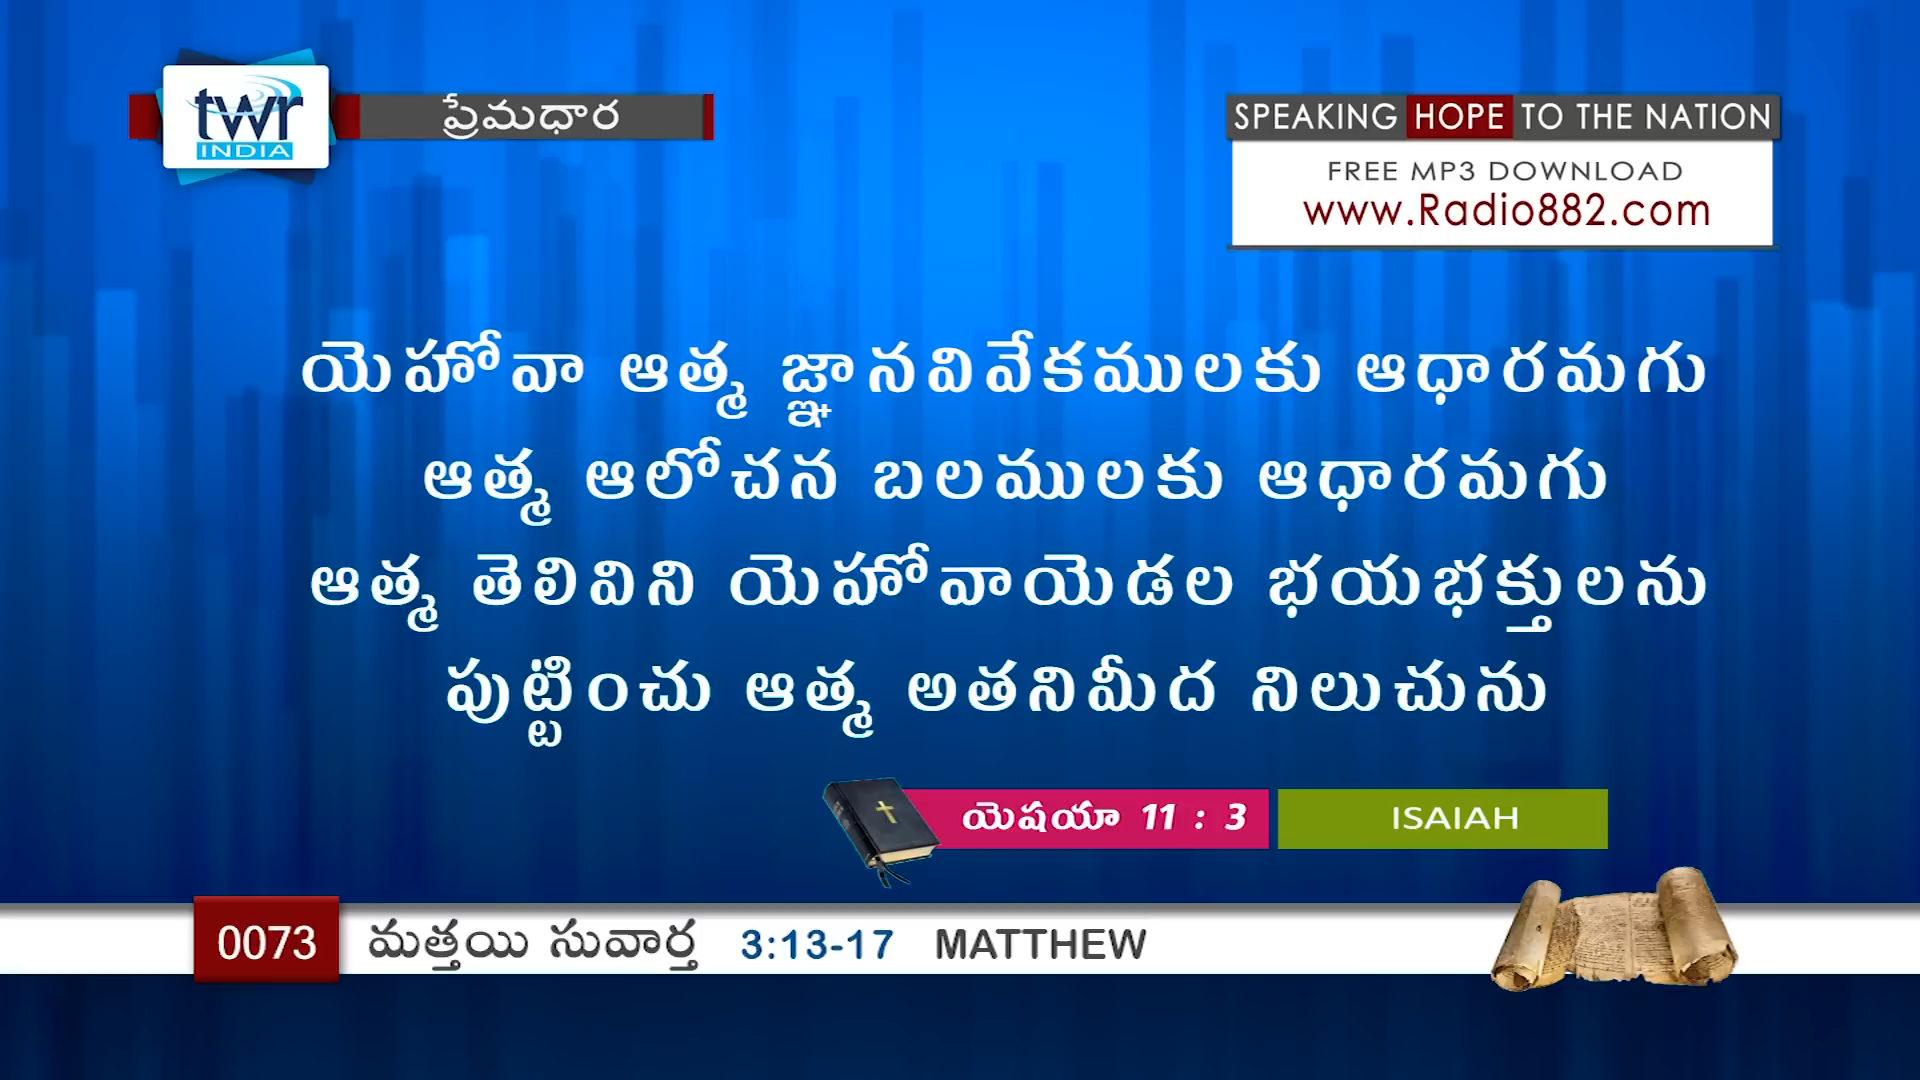 twr
INDIA
ప్రేమధార
SPEAKING HOPE TO THE NATION
FREE MP3 DOWNLOAD
www.Radio882.com
యెహోవా ఆత్మ జ్ఞానవివేకములకు ఆధారమగు
ఆత్మ ఆలోచన బలములకు ఆధారమగు
ఆత్మ తెలివిని యెహోవాయెడల భయభక్తులను
పుట్టించు ఆత్మ అతనిమీద నిలుచును
యెషయా 11 : 3
ISAIAH
0073 మత్తయి సువార్త 3:13-17 MATTHEW